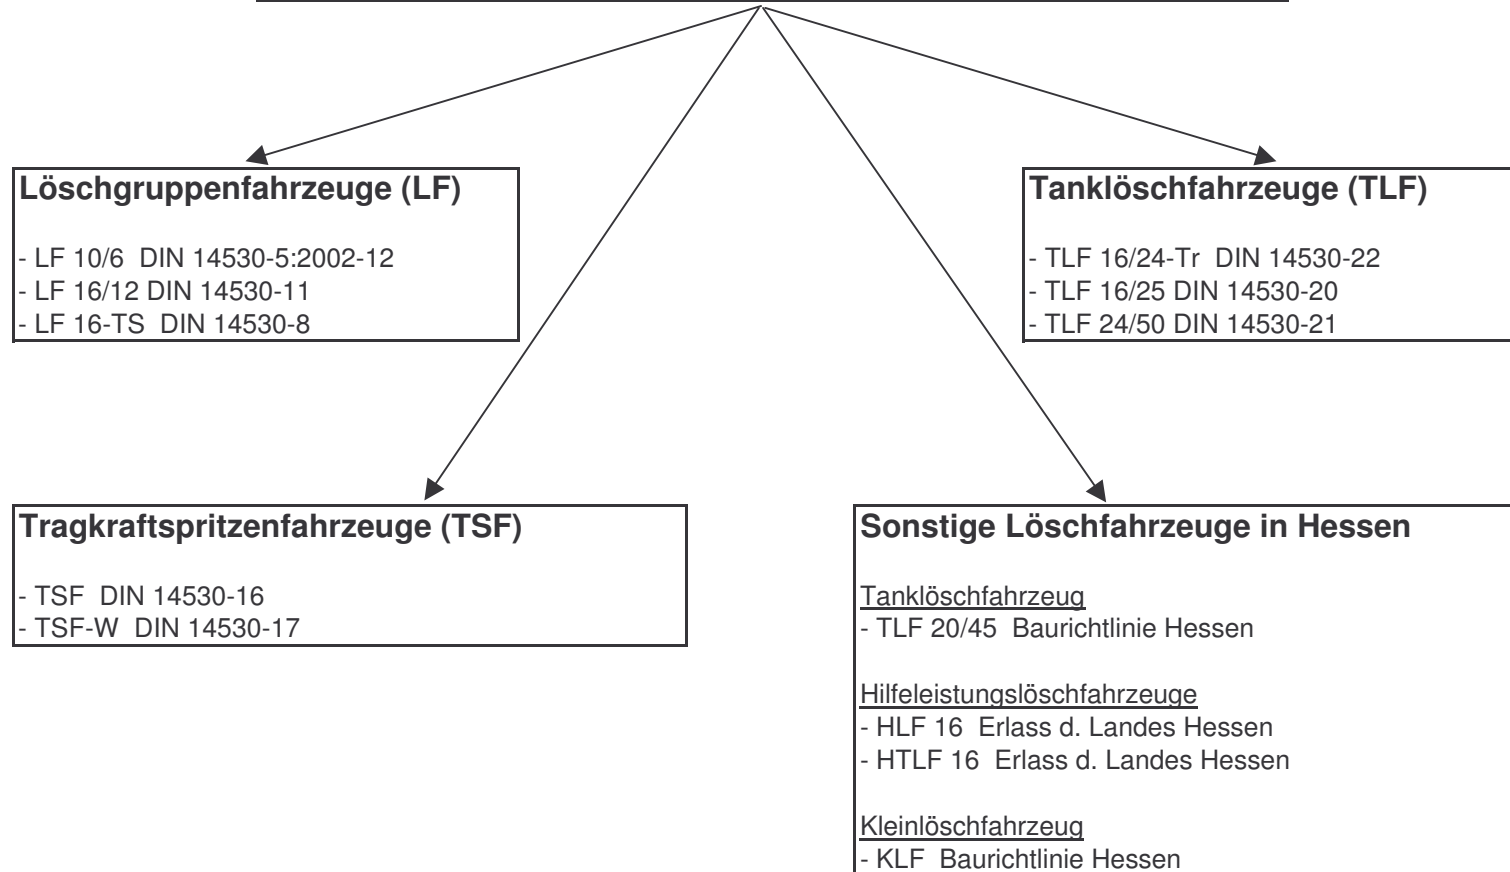 Löschgruppenfahrzeuge (LF)
- LF 10/6 DIN 14530-5:2002-12
- LF 16/12 DIN 14530-11
- LF 16-TS DIN 14530-8
Tanklöschfahrzeuge (TLF)
- TLF 16/24-Tr DIN 14530-22
- TLF 16/25 DIN 14530-20
- TLF 24/50 DIN 14530-21
Tragkraftspritzenfahrzeuge (TSF)
- TSF DIN 14530-16
- TSF-W DIN 14530-17
Sonstige Löschfahrzeuge in Hessen
Tanklöschfahrzeug
- TLF 20/45 Baurichtlinie Hessen
Hilfeleistungslöschfahrzeuge
- HLF 16 Erlass d. Landes Hessen
- HTLF 16 Erlass d. Landes Hessen
Kleinlöschfahrzeug
- KLF Baurichtlinie Hessen